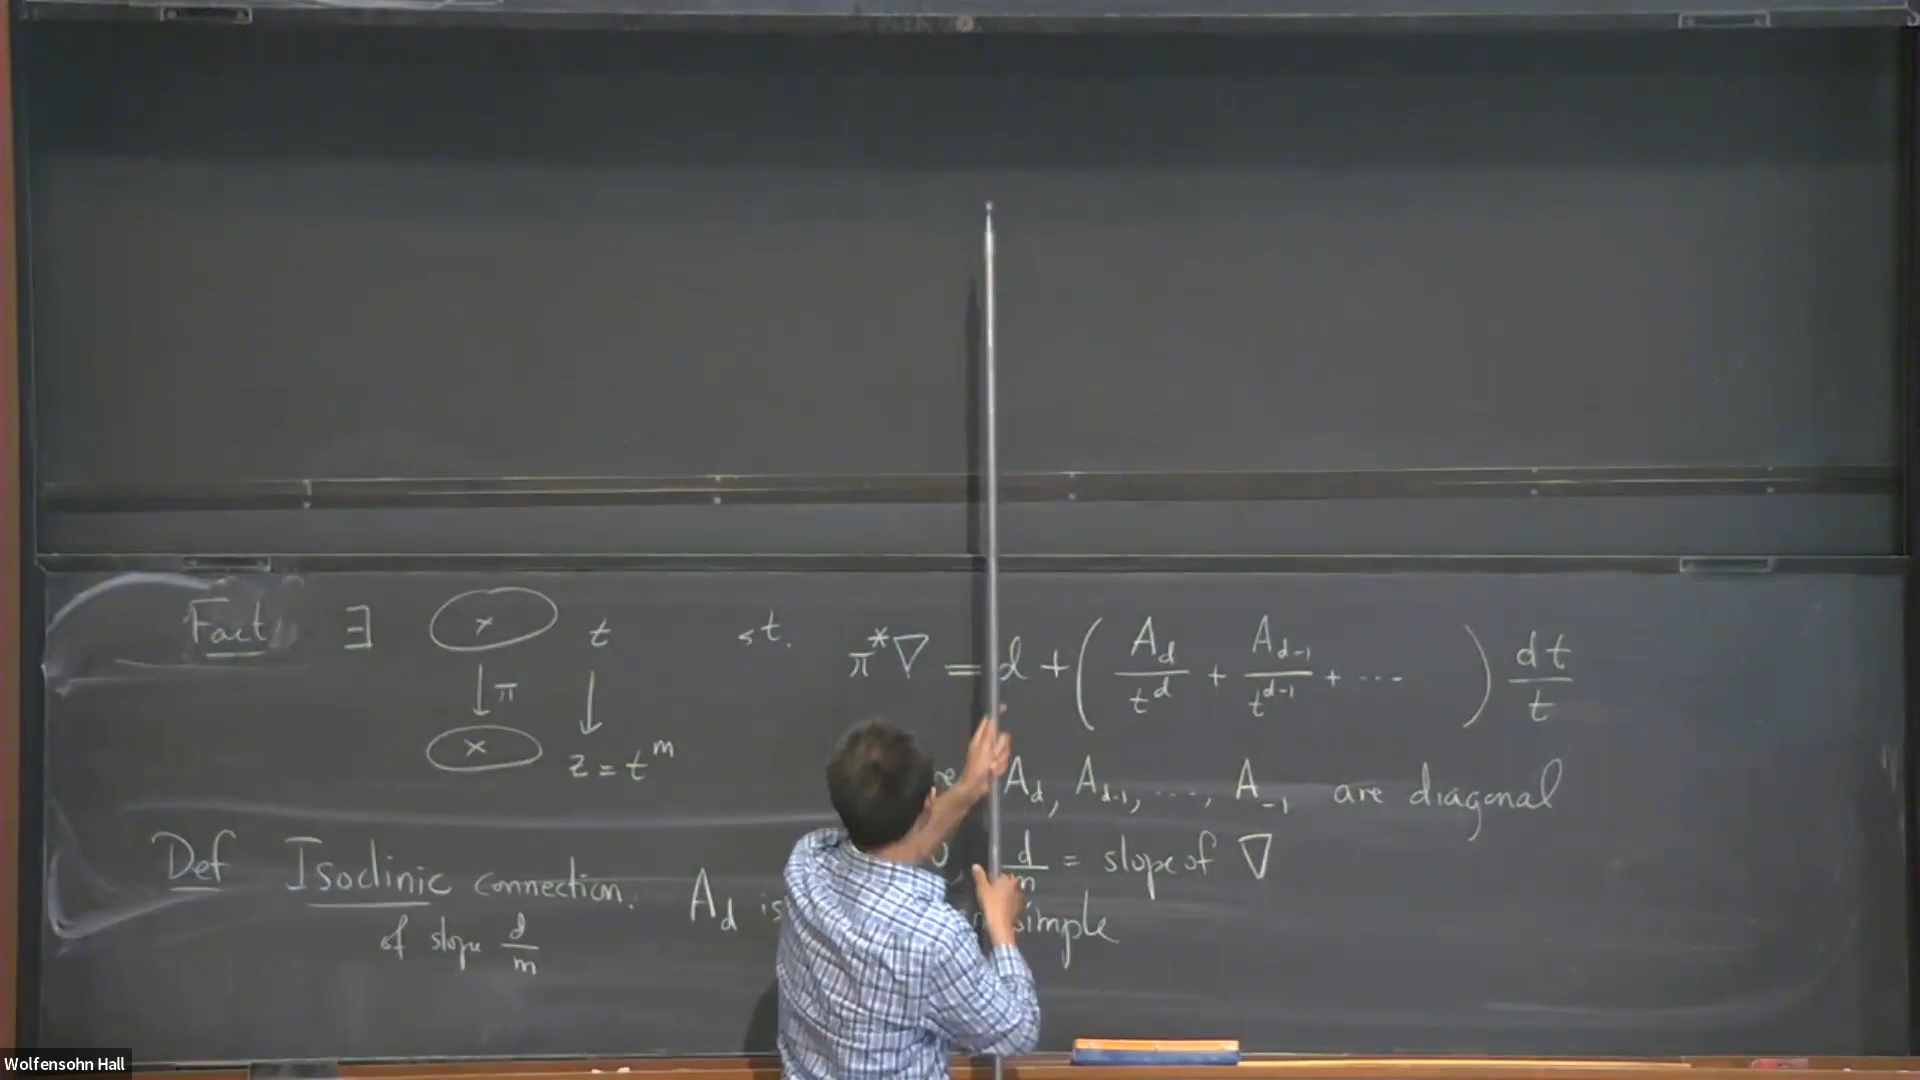 Fact ∃ × t s.t. π*∇ = d + ( A_d / t^d + A_{d-1} / t^{d-1} + ⋯ ) dt / t
↓π ↓
× z = t^m
A_d, A_{d-1}, ⋯, A_{-1} are diagonal
d/m = slope of ∇
Def Isoclinic connection: A_d is simple
of slope d/m
Wolfensohn Hall